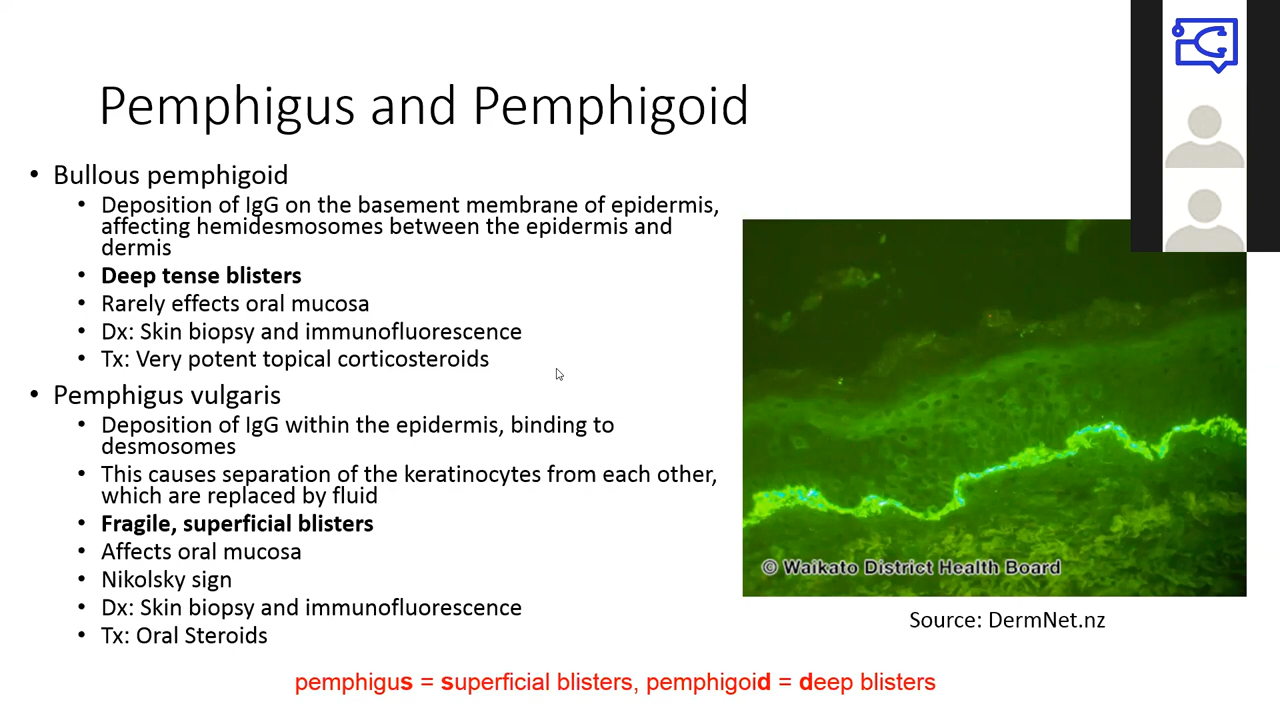 Pemphigus and Pemphigoid
• Bullous pemphigoid
• Deposition of IgG on the basement membrane of epidermis,
affecting hemidesmosomes between the epidermis and
dermis
• Deep tense blisters
• Rarely effects oral mucosa
• Dx: Skin biopsy and immunofluorescence
• Tx: Very potent topical corticosteroids
• Pemphigus vulgaris
• Deposition of IgG within the epidermis, binding to
desmosomes
• This causes separation of the keratinocytes from each other,
which are replaced by fluid
• Fragile, superficial blisters
• Affects oral mucosa
• Nikolsky sign
• Dx: Skin biopsy and immunofluorescence
• Tx: Oral Steroids
© Waikato District Health Board
Source: DermNet.nz
pemphigus = superficial blisters, pemphigoid = deep blisters